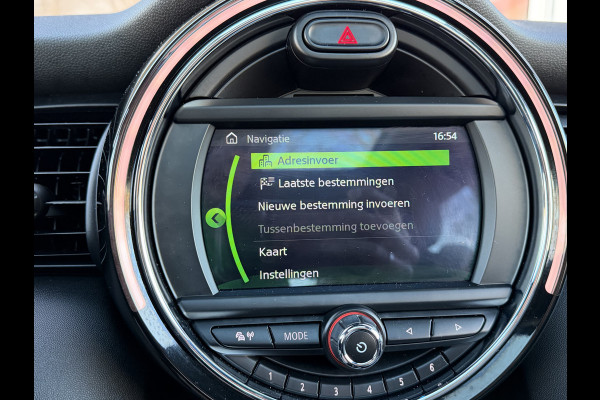 Navigatie 16:54
Adresinvoer
Laatste bestemmingen
Nieuwe bestemming invoeren
Tussenbestemming toevoegen
Kaart
Instellingen
MODE
1 2 3 4 5 6